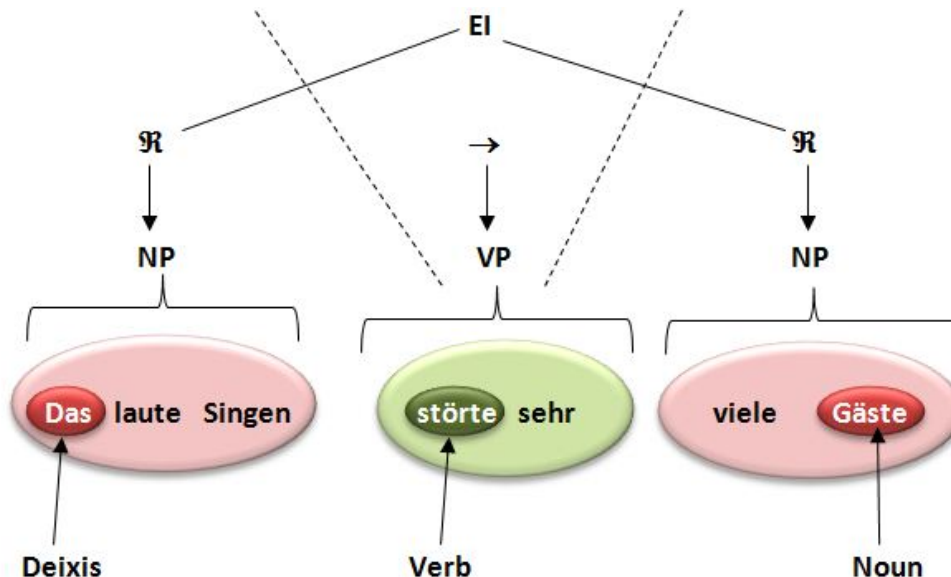 EI
ℜ → ℜ
NP VP NP
Das laute Singen störte sehr viele Gäste
Deixis Verb Noun